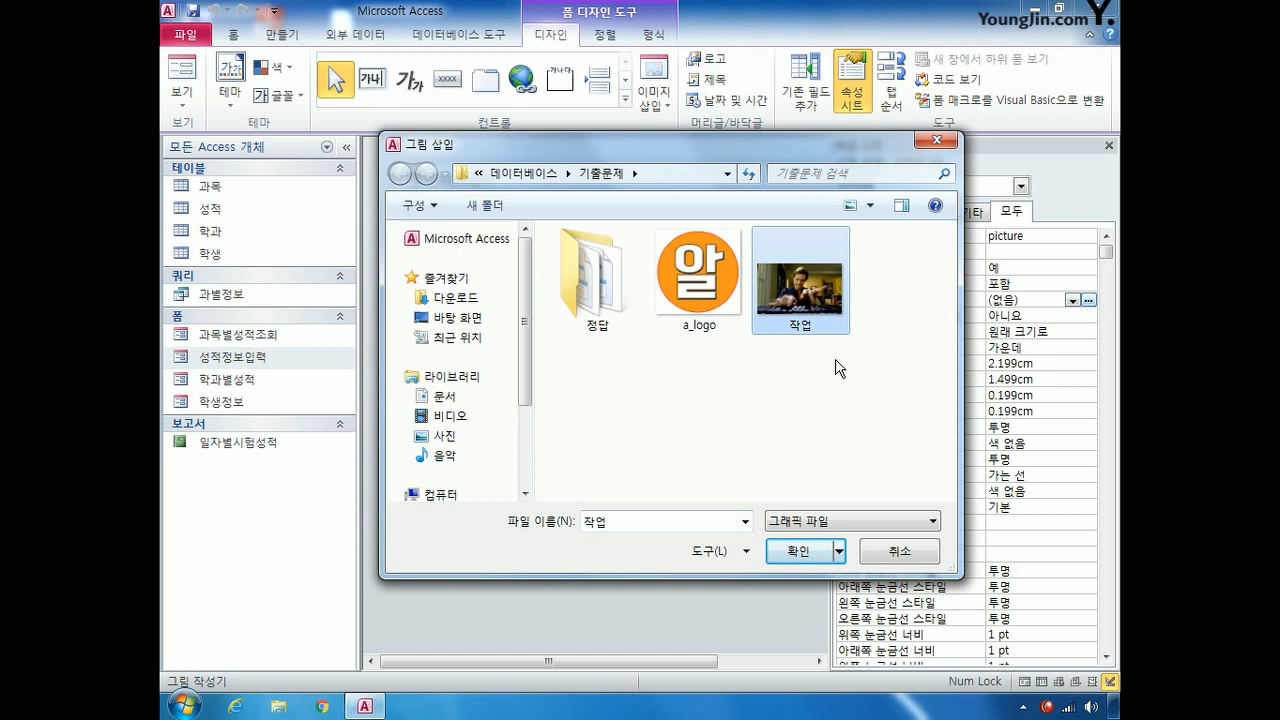 Microsoft Access
폼 디자인 도구
YoungJin.com Y.
파일 홈 만들기 외부 데이터 데이터베이스 도구 디자인 정렬 형식
보기
가가
테마
색
가 글꼴
가나
가가
xxxx
이미지
삽입
로고
제목
날짜 및 시간
기존 필드
추가
속성
시트
탭
순서
새 창에서 하위 폼 보기
코드 보기
폼 매크로를 Visual Basic으로 변환
보기 테마 컨트롤 머리글/바닥글 도구
모든 Access 개체
테이블
과목
성적
학과
학생
쿼리
과별정보
폼
과목별성적조회
성적정보입력
학과별성적
학생정보
보고서
일자별시험성적
그림 삽입
데이터베이스 기출문제
기출문제 검색
구성 새 폴더
Microsoft Access
즐겨찾기
다운로드
바탕 화면
최근 위치
라이브러리
문서
비디오
사진
음악
컴퓨터
정답
알
a_logo
작업
파일 이름(N): 작업
그래픽 파일
도구(L) 확인 취소
기타 모두
picture
예
포함
(없음)
아니요
원래 크기로
가운데
2.199cm
1.499cm
0.199cm
0.199cm
투명
색 없음
투명
가는 선
색 없음
기본
투명
아래쪽 눈금선 스타일 투명
왼쪽 눈금선 스타일 투명
오른쪽 눈금선 스타일 투명
위쪽 눈금선 너비 1 pt
아래쪽 눈금선 너비 1 pt
그림 작성기
Num Lock